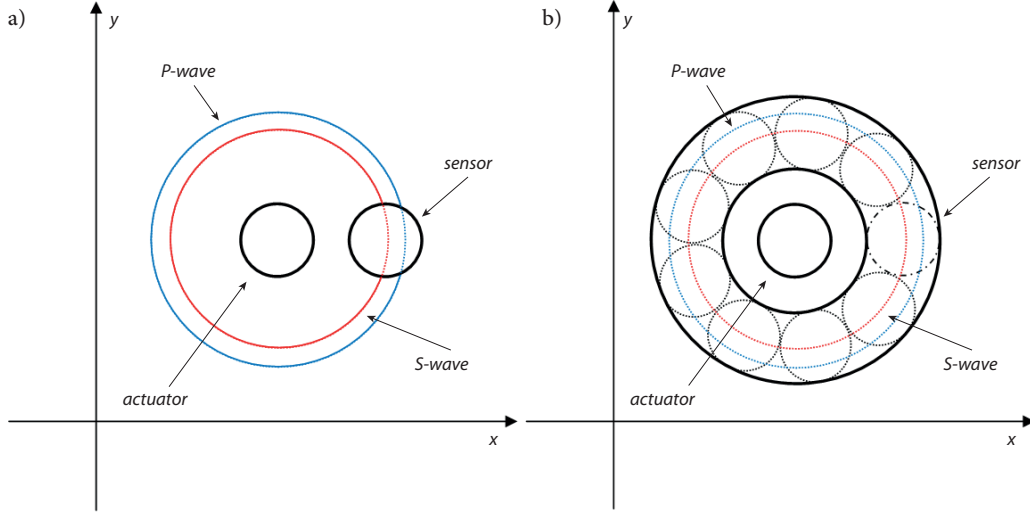 a)
y
P-wave
sensor
S-wave
actuator
x
b)
y
P-wave
sensor
S-wave
actuator
x